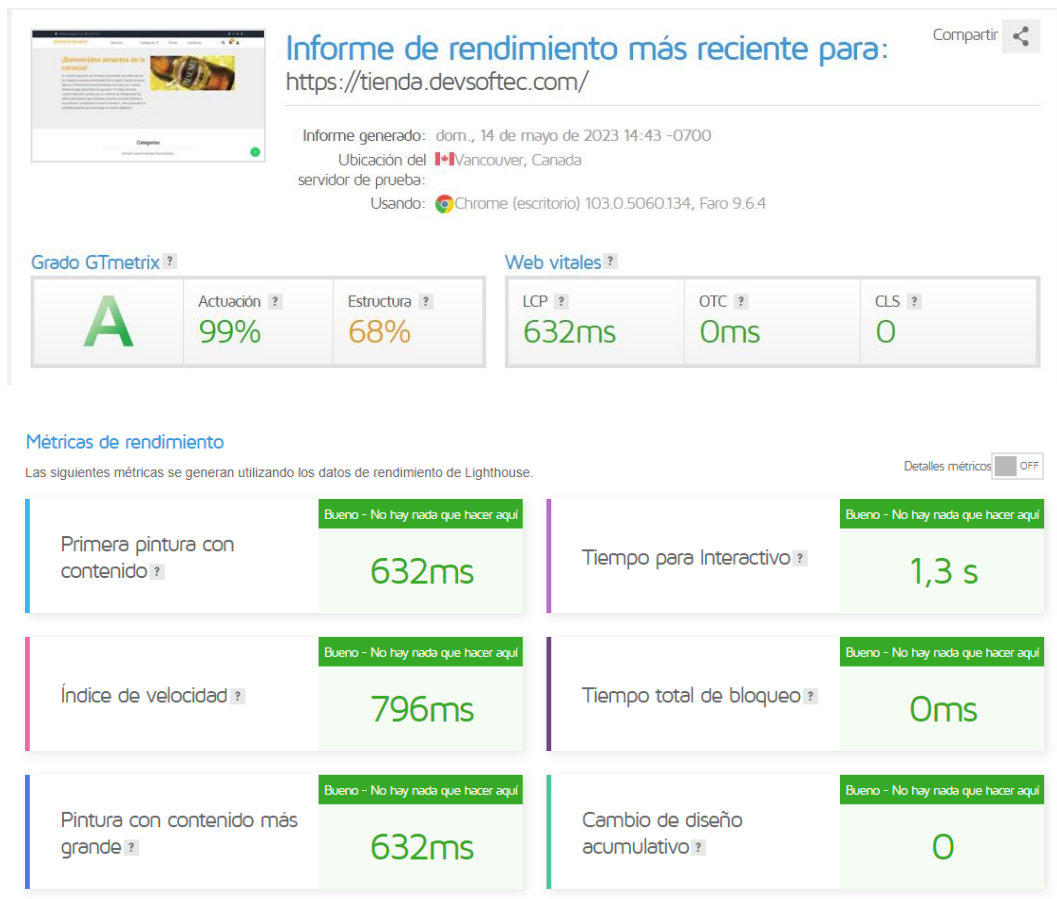 ¡Bienvenidos amantes de la
cerveza!
Categorías
Informe de rendimiento más reciente para:
https://tienda.devsoftec.com/
Compartir
Informe generado: dom., 14 de mayo de 2023 14:43 -0700
Ubicación del Vancouver, Canada
servidor de prueba:
Usando: Chrome (escritorio) 103.0.5060.134, Faro 9.6.4
Grado GTmetrix ?
A
Actuación ?
99%
Estructura ?
68%
Web vitales ?
LCP ?
632ms
OTC ?
0ms
CLS ?
0
Métricas de rendimiento
Las siguientes métricas se generan utilizando los datos de rendimiento de Lighthouse.
Detalles métricos OFF
Primera pintura con
contenido ?
Bueno - No hay nada que hacer aquí
632ms
Tiempo para Interactivo ?
Bueno - No hay nada que hacer aquí
1,3 s
Índice de velocidad ?
Bueno - No hay nada que hacer aquí
796ms
Tiempo total de bloqueo ?
Bueno - No hay nada que hacer aquí
0ms
Pintura con contenido más
grande ?
Bueno - No hay nada que hacer aquí
632ms
Cambio de diseño
acumulativo ?
Bueno - No hay nada que hacer aquí
0